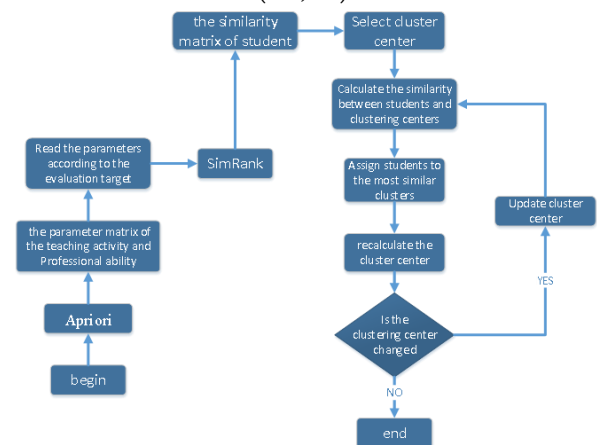 the similarity
matrix of student
Select cluster
center
Calculate the similarity
between students and
clustering centers
Read the parameters
according to the
evaluation target
SimRank
Assign students to
the most similar
clusters
the parameter matrix of
the teaching activity and
Professional ability
Update cluster
center
recalculate the
cluster center
YES
Apriori
Is the
clustering center
changed
begin
NO
end